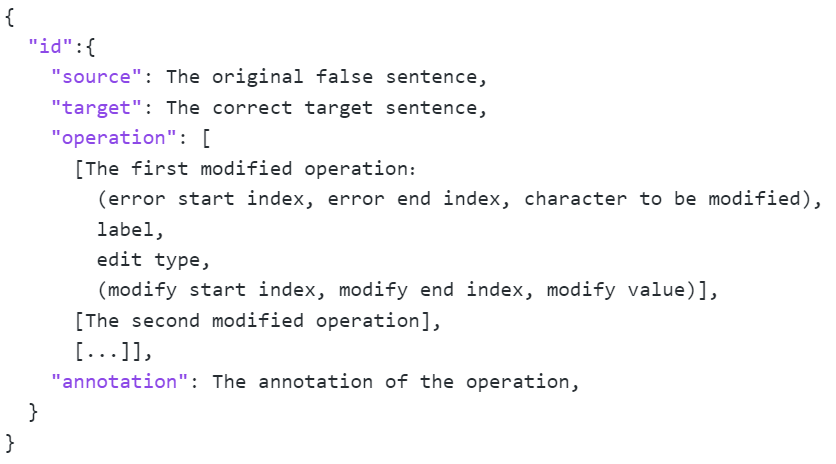 {
  "id":{
    "source": The original false sentence,
    "target": The correct target sentence,
    "operation": [
      [The first modified operation:
        (error start index, error end index, character to be modified),
        label,
        edit type,
        (modify start index, modify end index, modify value)],
      [The second modified operation],
      [...]],
    "annotation": The annotation of the operation,
  }
}